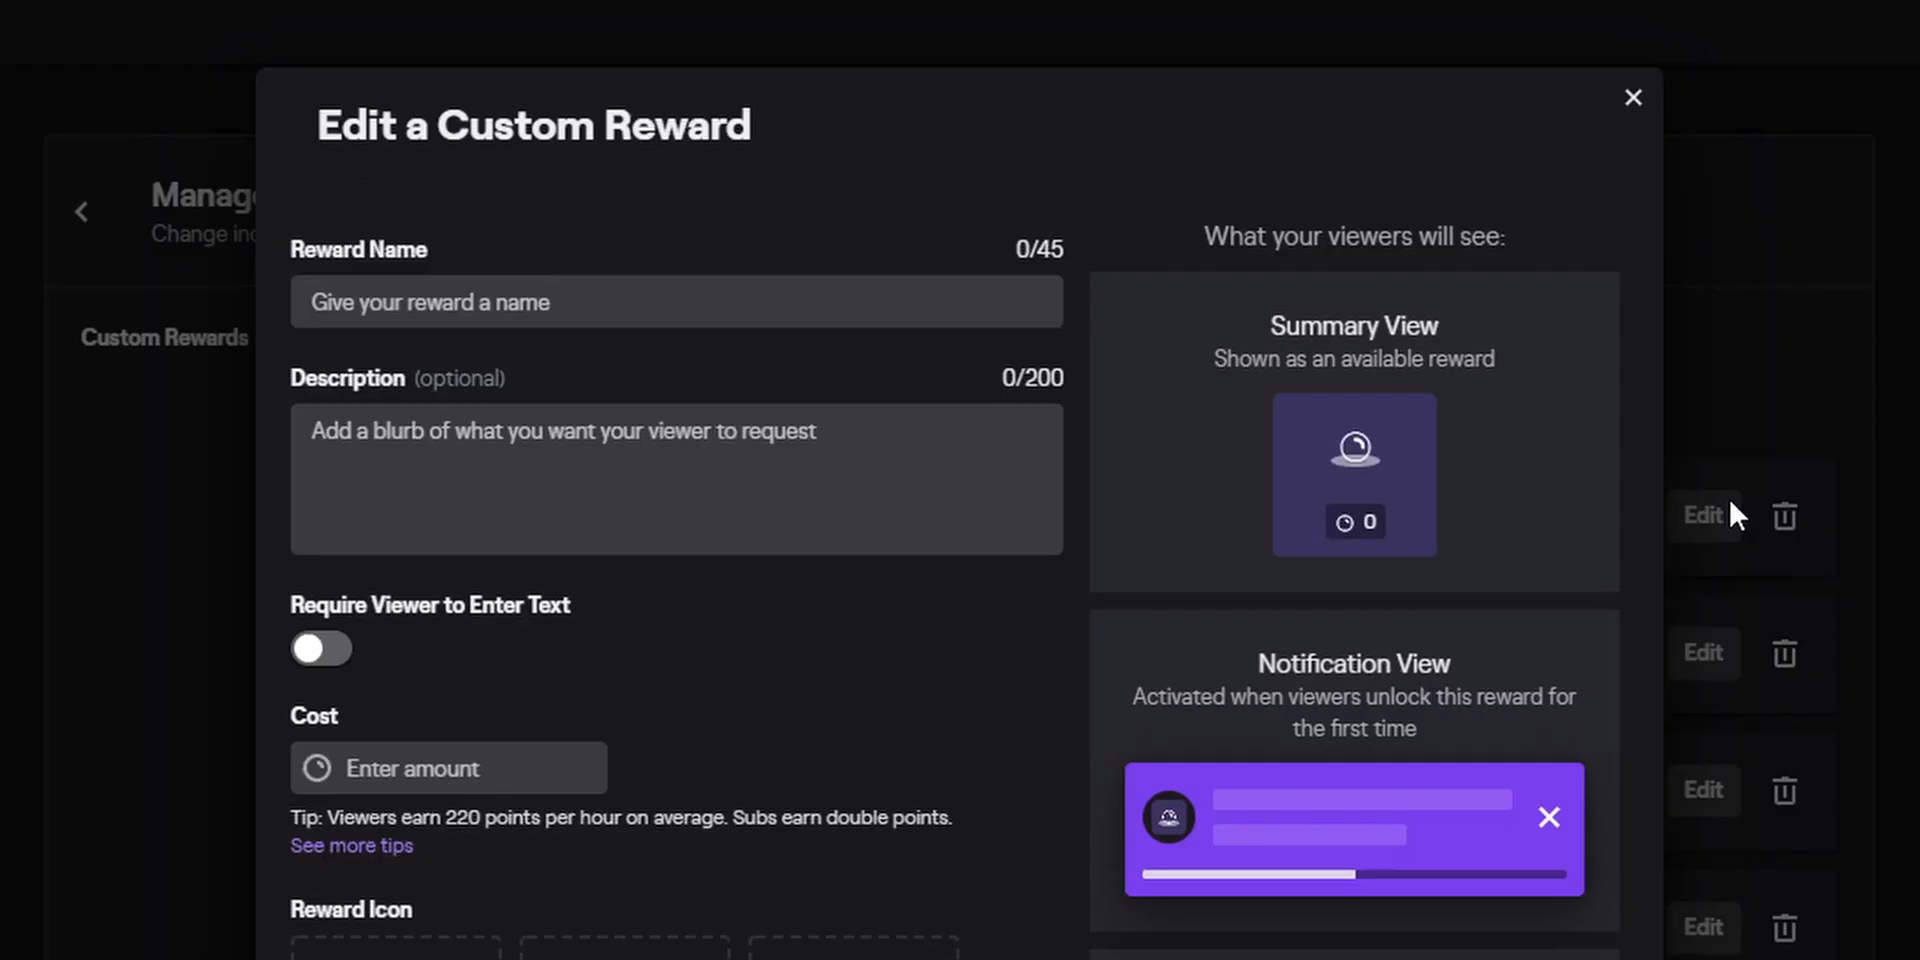 Edit a Custom Reward
Manage
Change in
Custom Rewards
Reward Name 0/45
Give your reward a name
Description (optional) 0/200
Add a blurb of what you want your viewer to request
Require Viewer to Enter Text
Cost
Enter amount
Tip: Viewers earn 220 points per hour on average. Subs earn double points.
See more tips
Reward Icon
What your viewers will see:
Summary View
Shown as an available reward
0
Notification View
Activated when viewers unlock this reward for
the first time
Edit
Edit
Edit
Edit